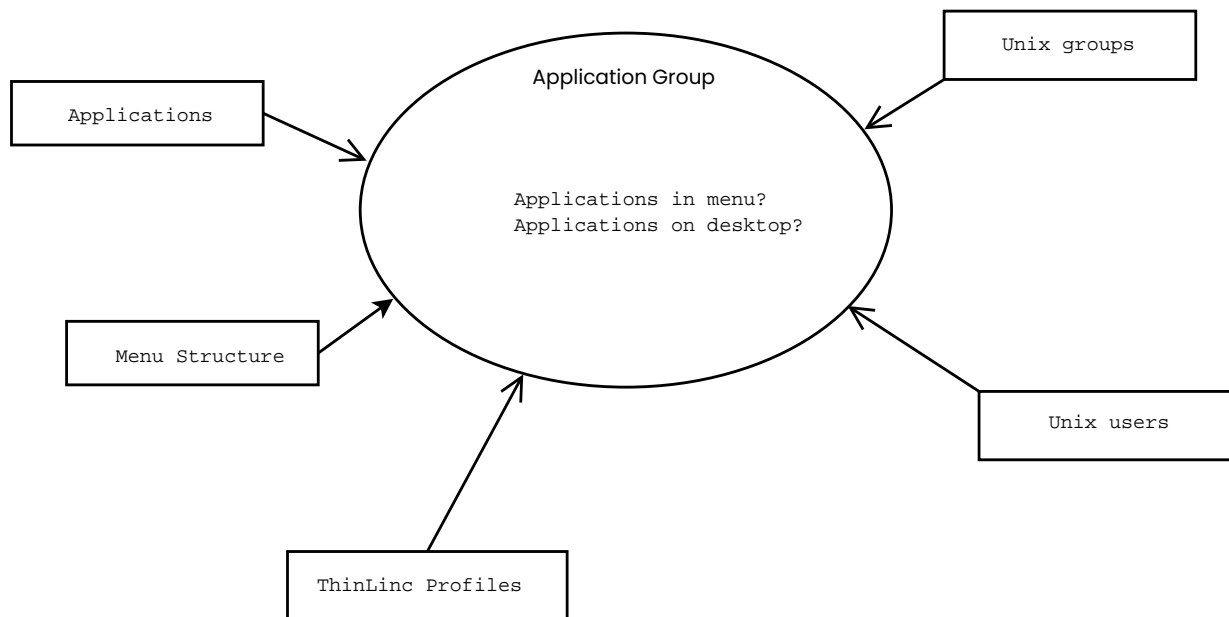 Unix groups
Application Group
Applications
Applications in menu?
Applications on desktop?
Menu Structure
Unix users
ThinLinc Profiles